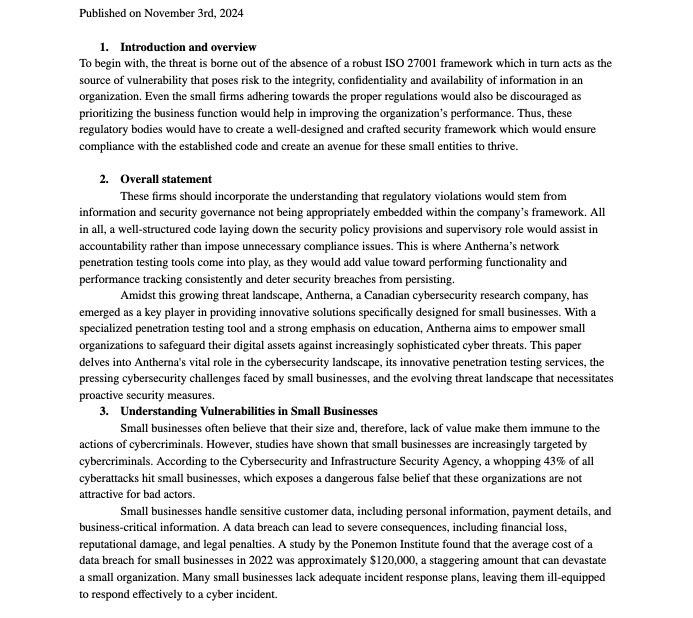 Published on November 3rd, 2024
1. Introduction and overview
To begin with, the threat is borne out of the absence of a robust ISO 27001 framework which in turn acts as the
source of vulnerability that poses risk to the integrity, confidentiality and availability of information in an
organization. Even the small firms adhering towards the proper regulations would also be discouraged as
prioritizing the business function would help in improving the organization's performance. Thus, these
regulatory bodies would have to create a well-designed and crafted security framework which would ensure
compliance with the established code and create an avenue for these small entities to thrive.
2. Overall statement
These firms should incorporate the understanding that regulatory violations would stem from
information and security governance not being appropriately embedded within the company's framework. All
in all, a well-structured code laying down the security policy provisions and supervisory role would assist in
accountability rather than impose unnecessary compliance issues. This is where Antherna's network
penetration testing tools come into play, as they would add value toward performing functionality and
performance tracking consistently and deter security breaches from persisting.
Amidst this growing threat landscape, Antherna, a Canadian cybersecurity research company, has
emerged as a key player in providing innovative solutions specifically designed for small businesses. With a
specialized penetration testing tool and a strong emphasis on education, Antherna aims to empower small
organizations to safeguard their digital assets against increasingly sophisticated cyber threats. This paper
delves into Antherna's vital role in the cybersecurity landscape, its innovative penetration testing services, the
pressing cybersecurity challenges faced by small businesses, and the evolving threat landscape that necessitates
proactive security measures.
3. Understanding Vulnerabilities in Small Businesses
Small businesses often believe that their size and, therefore, lack of value make them immune to the
actions of cybercriminals. However, studies have shown that small businesses are increasingly targeted by
cybercriminals. According to the Cybersecurity and Infrastructure Security Agency, a whopping 43% of all
cyberattacks hit small businesses, which exposes a dangerous false belief that these organizations are not
attractive for bad actors.
Small businesses handle sensitive customer data, including personal information, payment details, and
business-critical information. A data breach can lead to severe consequences, including financial loss,
reputational damage, and legal penalties. A study by the Ponemon Institute found that the average cost of a
data breach for small businesses in 2022 was approximately $120,000, a staggering amount that can devastate
a small organization. Many small businesses lack adequate incident response plans, leaving them ill-equipped
to respond effectively to a cyber incident.